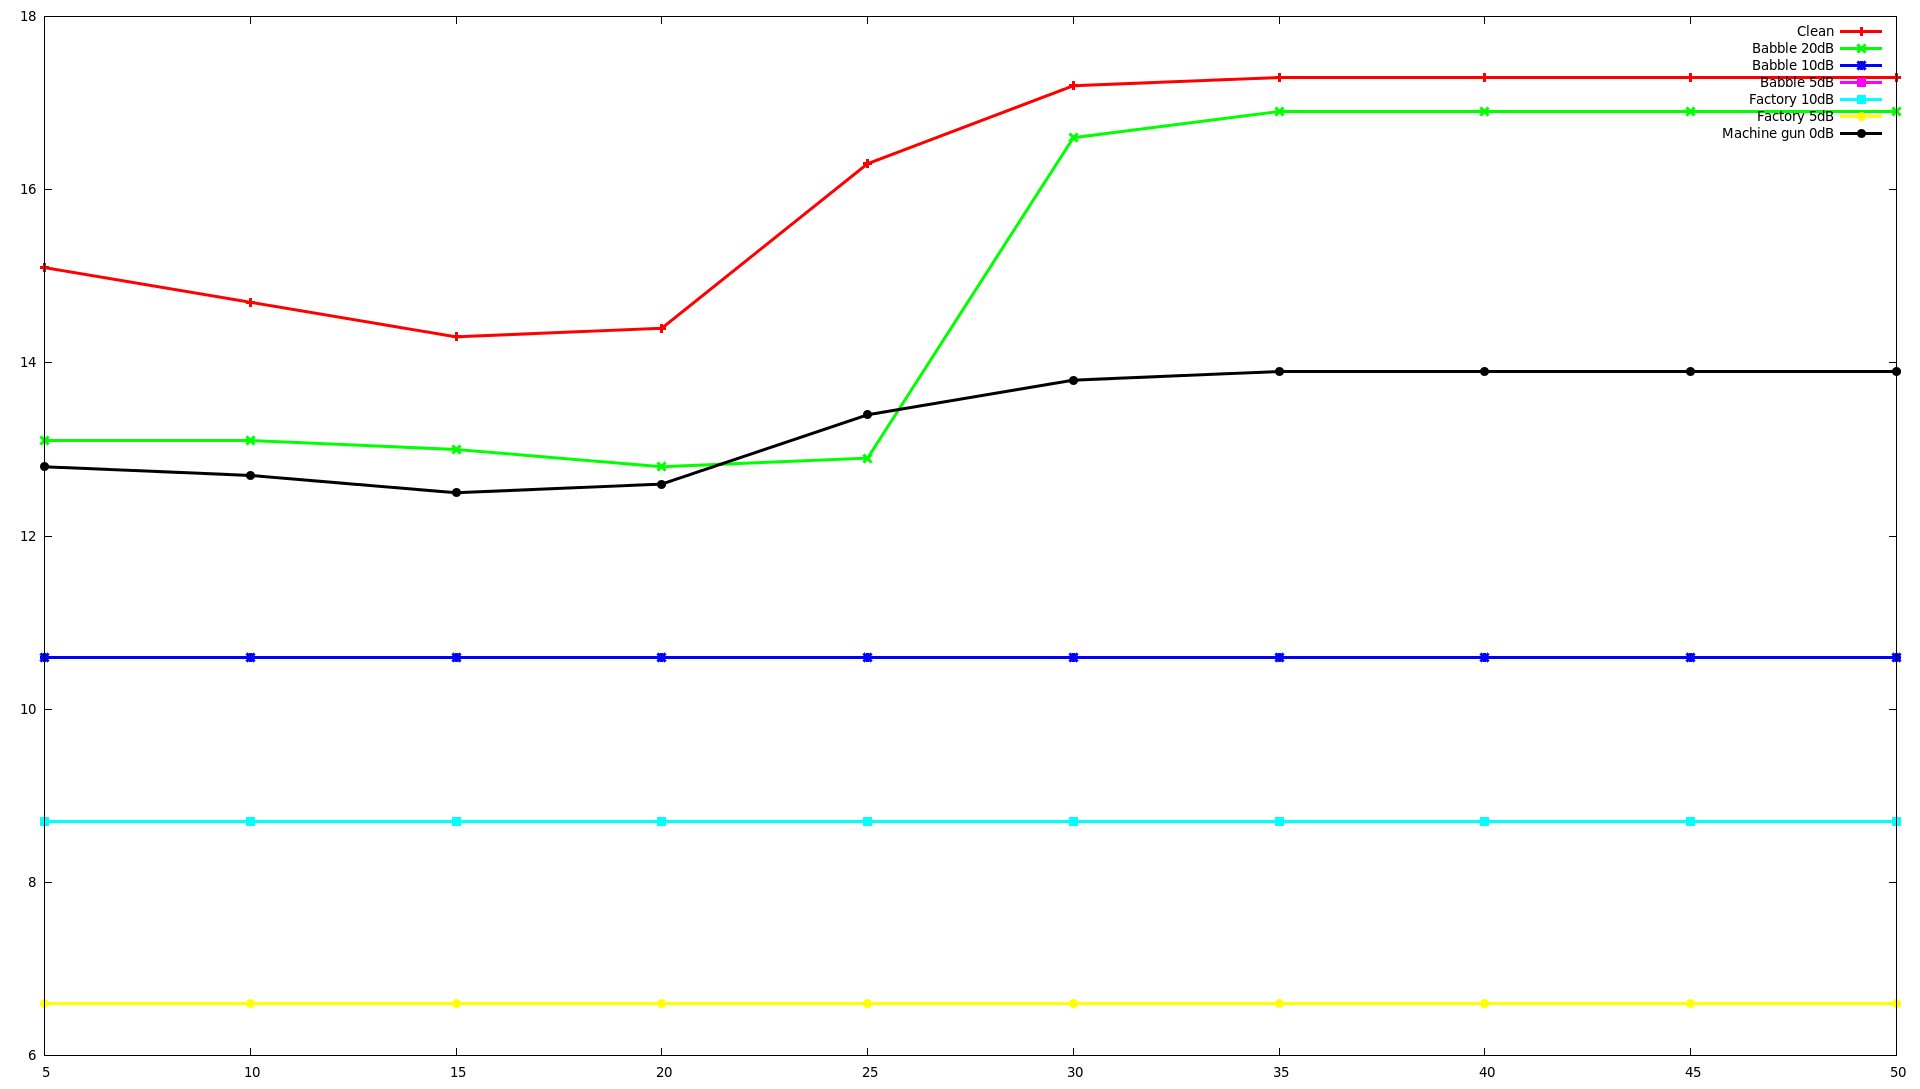 18
16
14
12
10
8
6
5 10 15 20 25 30 35 40 45 50
Clean
Babble 20dB
Babble 10dB
Babble 5dB
Factory 10dB
Factory 5dB
Machine gun 0dB